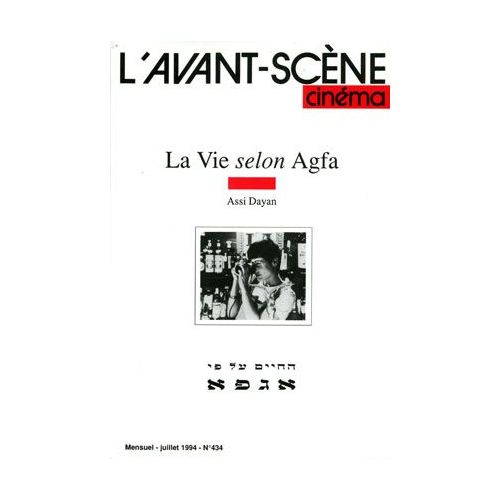 L'AVANT-SCÈNE
cinéma
La Vie selon Agfa
Assi Dayan
החיים על פי
אגפא
Mensuel - juillet 1994 - N°434